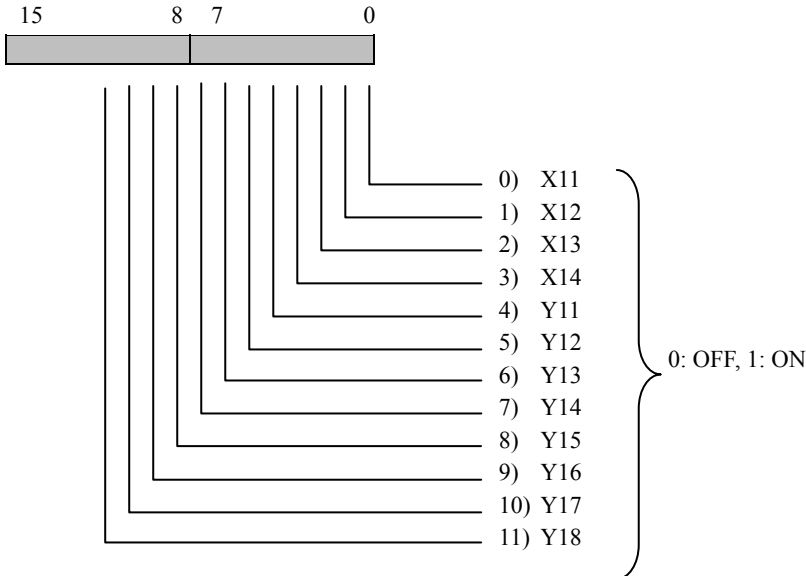 15 8 7 0
0) X11
1) X12
2) X13
3) X14
4) Y11
5) Y12
6) Y13
0: OFF, 1: ON
7) Y14
8) Y15
9) Y16
10) Y17
11) Y18